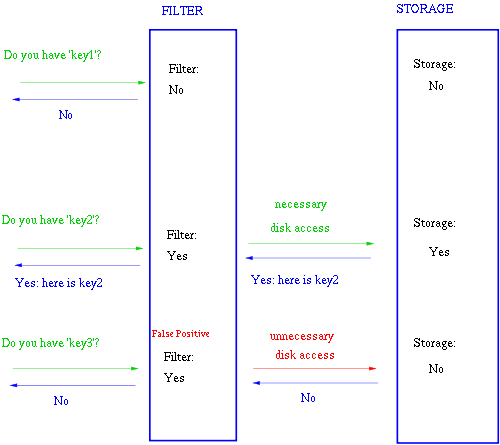 FILTER
STORAGE
Do you have 'key1'?
Filter:
No
Storage:
No
No
Do you have 'key2'?
Filter:
Yes
necessary
disk access
Storage:
Yes
Yes: here is key2
Yes: here is key2
Do you have 'key3'?
False Positive
Filter:
Yes
unnecessary
disk access
Storage:
No
No
No